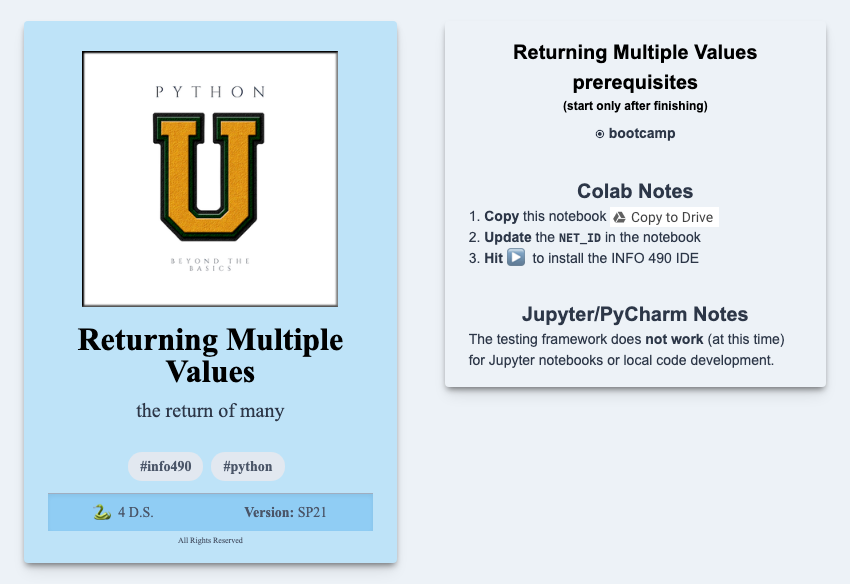 PYTHON
U
BEYOND THE
BASICS
Returning Multiple
Values
the return of many
#info490
#python
4 D.S.
Version: SP21
All Rights Reserved
Returning Multiple Values
prerequisites
(start only after finishing)
bootcamp
Colab Notes
1. Copy this notebook Copy to Drive
2. Update the NET_ID in the notebook
3. Hit to install the INFO 490 IDE
Jupyter/PyCharm Notes
The testing framework does not work (at this time)
for Jupyter notebooks or local code development.